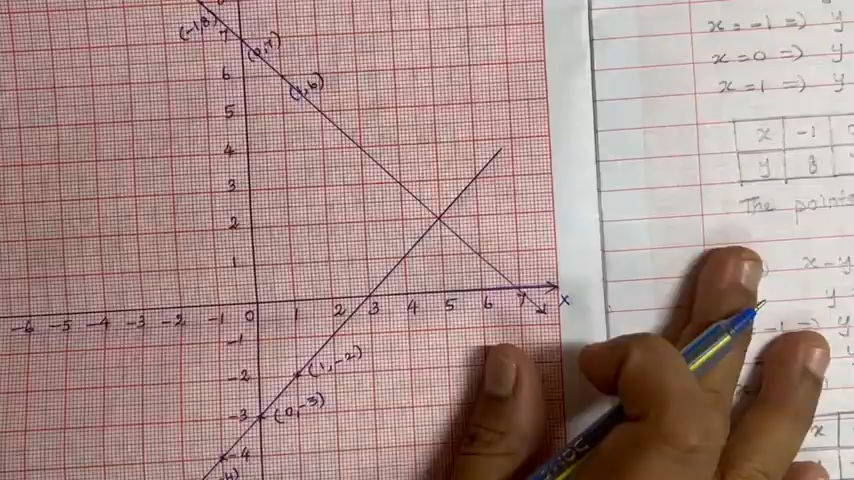 (-1,8)
7
(0,7)
6
(1,6)
5
4
3
2
1
-6 -5 -4 -3 -2 -1 0 1 2 3 4 5 6 7 X
-1
-2
(1,-2)
-3
(0,-3)
-4
x = -1 => y
x = 0 => y
x = 1 => y
x -1
y 8
The points
x - y
y
-1 => y
x